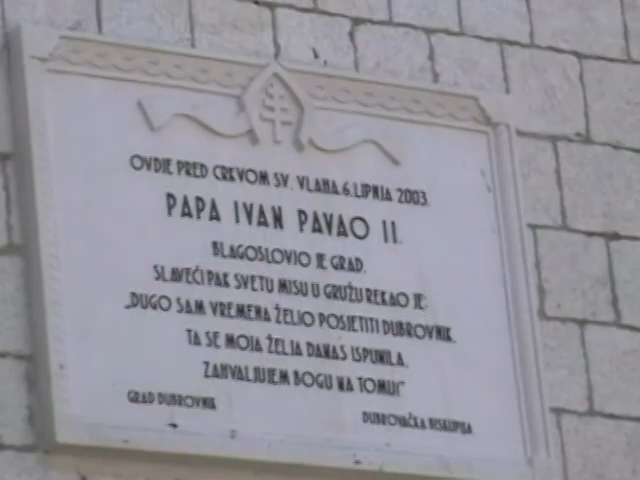 OVDJE PRED CRKVOM SV. VLAHA 6. LIPNJA 2003.
PAPA IVAN PAVAO II.
BLAGOSLOVIO JE GRAD.
SLAVEĆI PAK SVETU MISU U GRUŽU REKAO JE:
„DUGO SAM VREMENA ŽELIO POSJETITI DUBROVNIK.
TA SE MOJA ŽELJA DANAS ISPUNILA.
ZAHVALJUJEM BOGU NA TOMU!"
GRAD DUBROVNIK
DUBROVAČKA BISKUPIJA